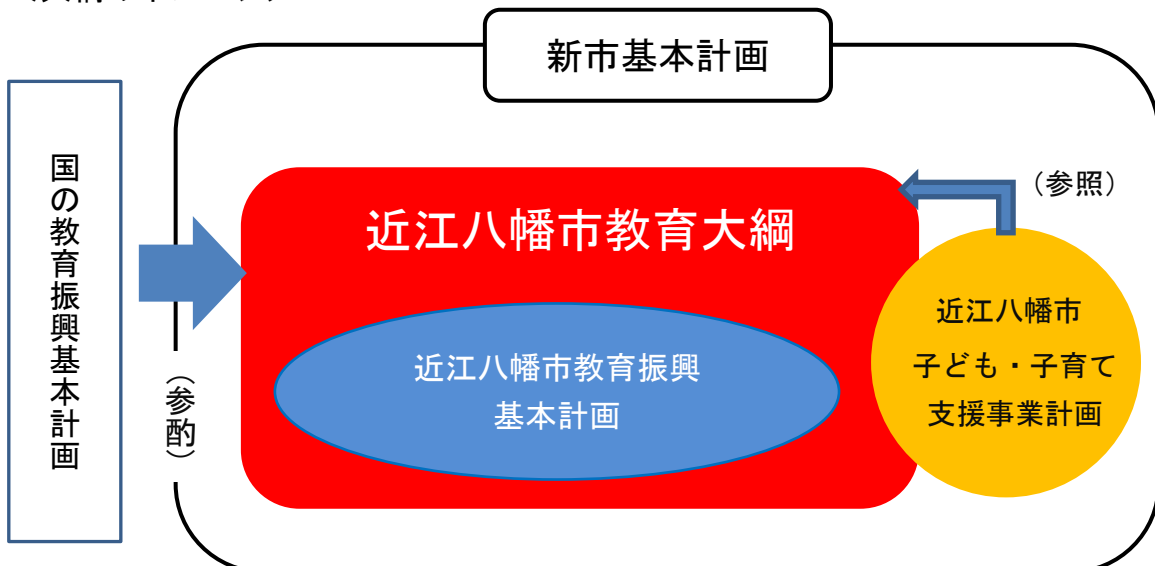 新市基本計画
国の教育振興基本計画
(参酌)
近江八幡市教育大綱
近江八幡市教育振興
基本計画
(参照)
近江八幡市
子ども・子育て
支援事業計画